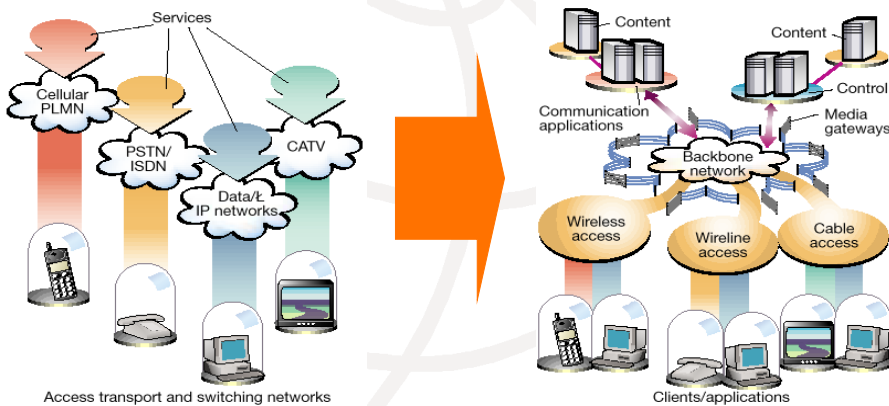 Services
Cellular
PLMN
PSTN/
ISDN
CATV
Data/Ł
IP networks
Access transport and switching networks
Content
Content
Control
Communication
applications
Media
gateways
Backbone
network
Wireless
access
Wireline
access
Cable
access
Clients/applications